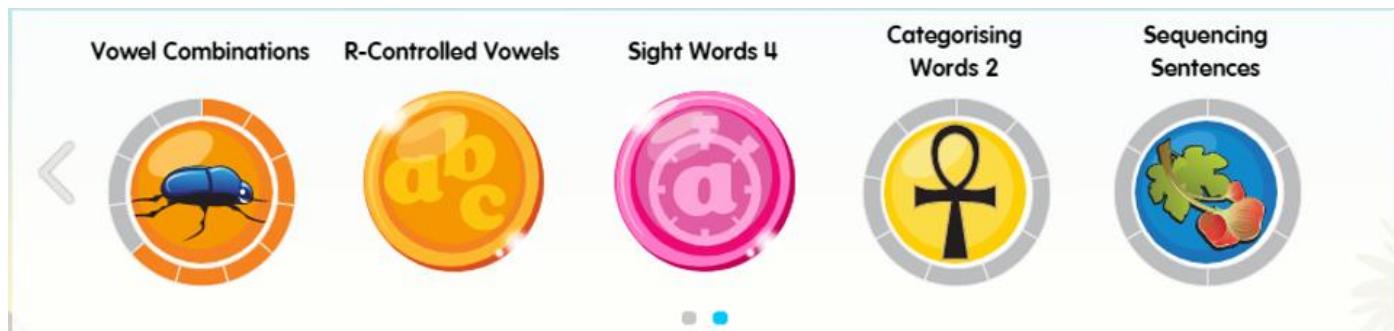 Vowel Combinations
R-Controlled Vowels
Sight Words 4
Categorising
Words 2
Sequencing
Sentences
a
b
c
a